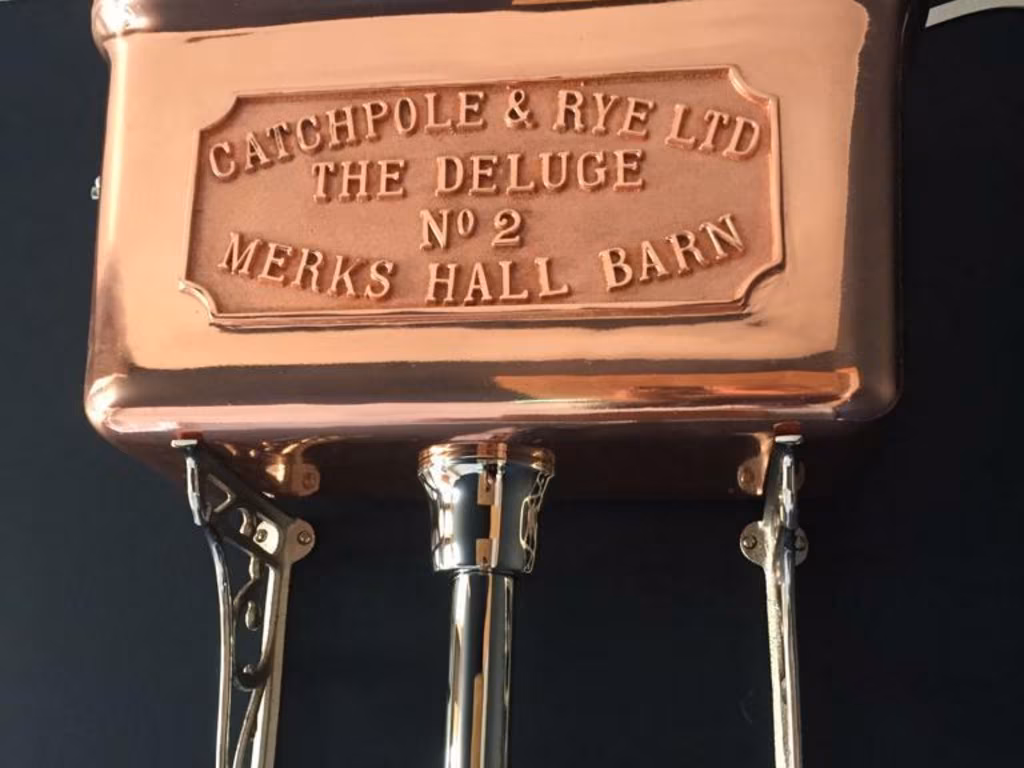 CATCHPOLE & RYE LTD
THE DELUGE
Nº 2
MERKS HALL BARN